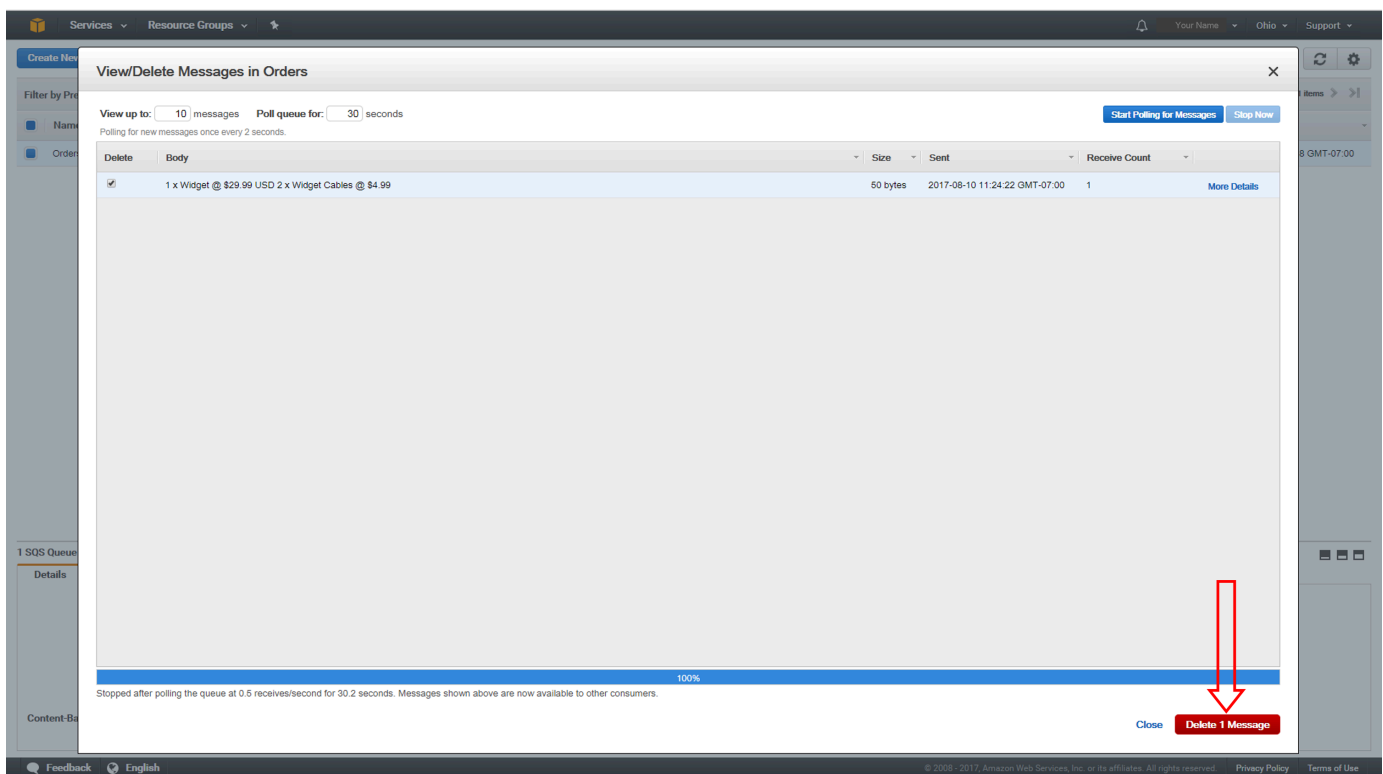 Services Resource Groups Your Name Ohio Support
Create New
View/Delete Messages in Orders
Filter by Pre
items
View up to: 10 messages Poll queue for: 30 seconds Start Polling for Messages Stop Now
Polling for new messages once every 2 seconds.
Name
Delete Body Size Sent Receive Count
Order 8 GMT-07:00
1 x Widget @ $29.99 USD 2 x Widget Cables @ $4.99 50 bytes 2017-08-10 11:24:22 GMT-07:00 1 More Details
1 SQS Queue
Details
100%
Stopped after polling the queue at 0.5 receives/second for 30.2 seconds. Messages shown above are now available to other consumers.
Content-Ba
Close Delete 1 Message
Feedback English © 2008 - 2017, Amazon Web Services, Inc. or its affiliates. All rights reserved. Privacy Policy Terms of Use